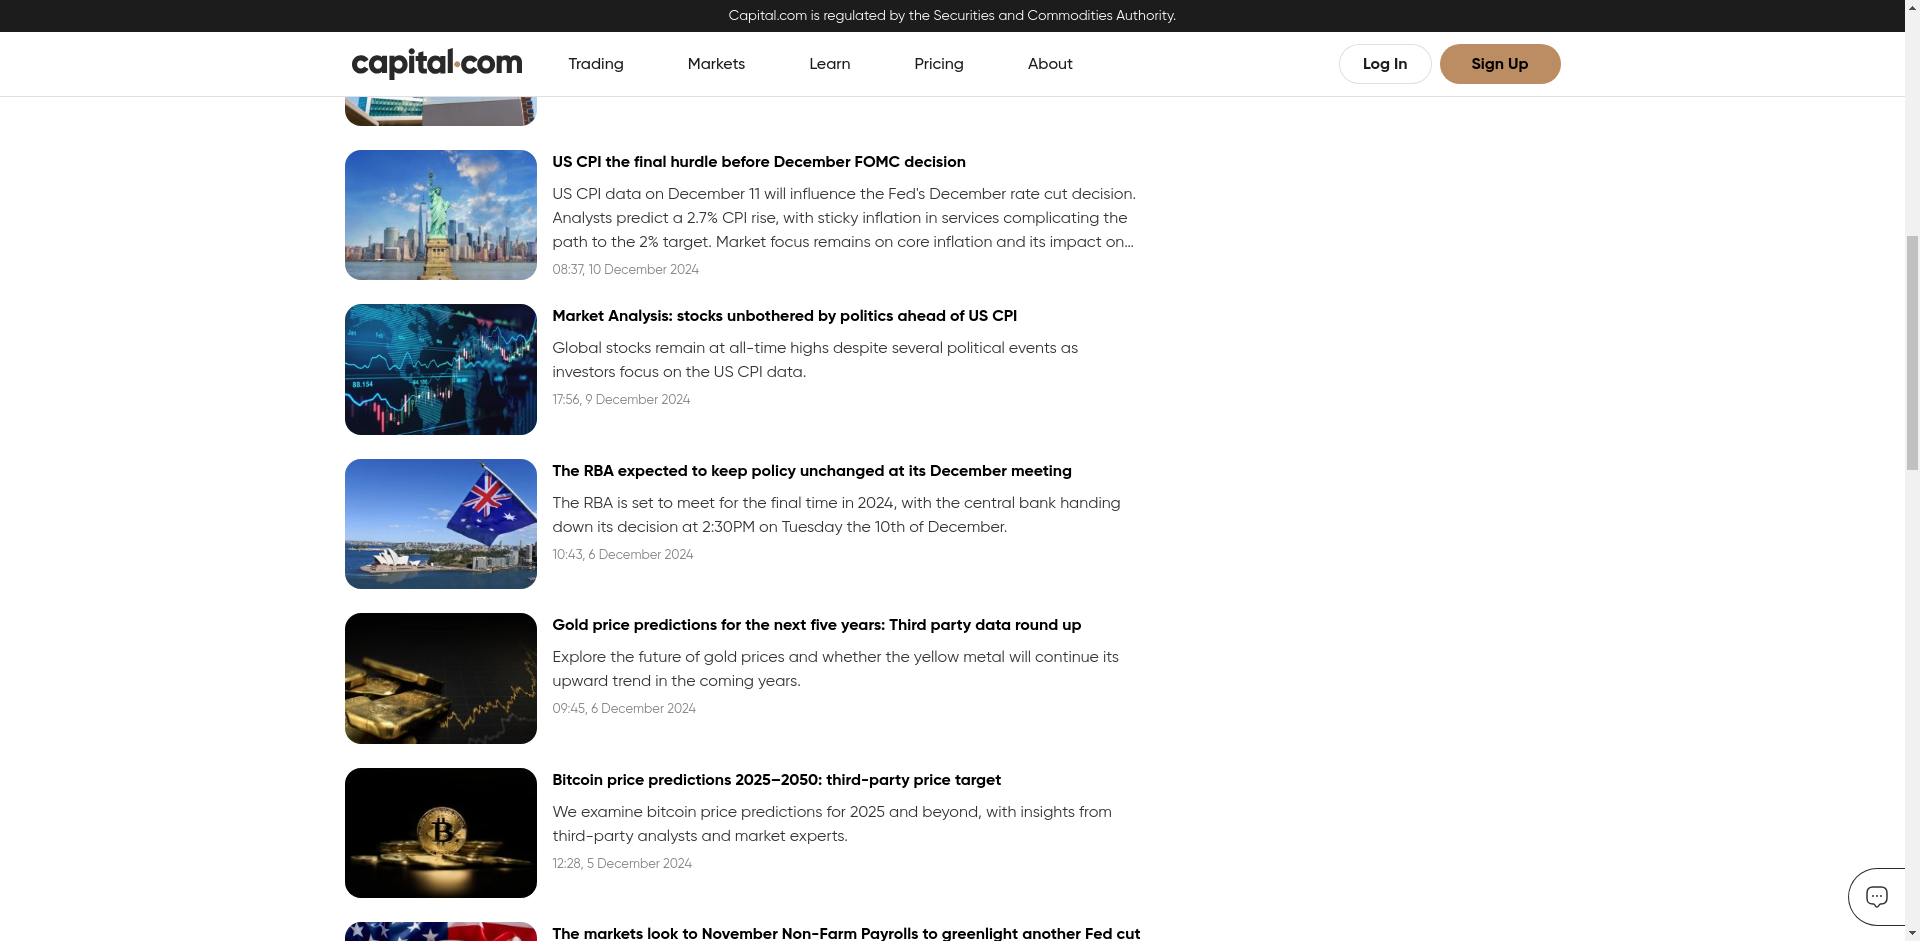 Capital.com is regulated by the Securities and Commodities Authority.
capital.com
Trading
Markets
Learn
Pricing
About
Log In
Sign Up
US CPI the final hurdle before December FOMC decision
US CPI data on December 11 will influence the Fed's December rate cut decision.
Analysts predict a 2.7% CPI rise, with sticky inflation in services complicating the
path to the 2% target. Market focus remains on core inflation and its impact on...
08:37, 10 December 2024
Market Analysis: stocks unbothered by politics ahead of US CPI
Global stocks remain at all-time highs despite several political events as
investors focus on the US CPI data.
17:56, 9 December 2024
88.154
The RBA expected to keep policy unchanged at its December meeting
The RBA is set to meet for the final time in 2024, with the central bank handing
down its decision at 2:30PM on Tuesday the 10th of December.
10:43, 6 December 2024
Gold price predictions for the next five years: Third party data round up
Explore the future of gold prices and whether the yellow metal will continue its
upward trend in the coming years.
09:45, 6 December 2024
Bitcoin price predictions 2025–2050: third-party price target
We examine bitcoin price predictions for 2025 and beyond, with insights from
third-party analysts and market experts.
12:28, 5 December 2024
The markets look to November Non-Farm Payrolls to greenlight another Fed cut